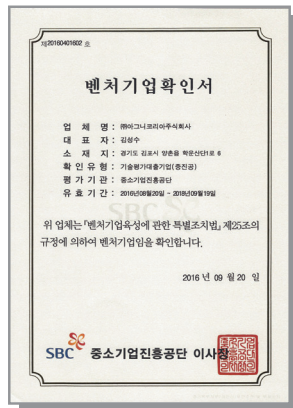 제20160401602 호
벤처기업확인서
업 체 명 : ㈜아그니코리아주식회사
대 표 자 : 김성수
소 재 지 : 경기도 김포시 양촌읍 학운산단1로 6
확 인 유 형 : 기술평가대출기업(중진공)
평 가 기 관 : 중소기업진흥공단
유 효 기 간 : 2016년08월20일 ~ 2018년09월19일
SBC
위 업체는 『벤처기업육성에 관한 특별조치법』 제25조의
규정에 의하여 벤처기업임을 확인합니다.
2016 년 09 월 20 일
SBC 중소기업진흥공단 이사장